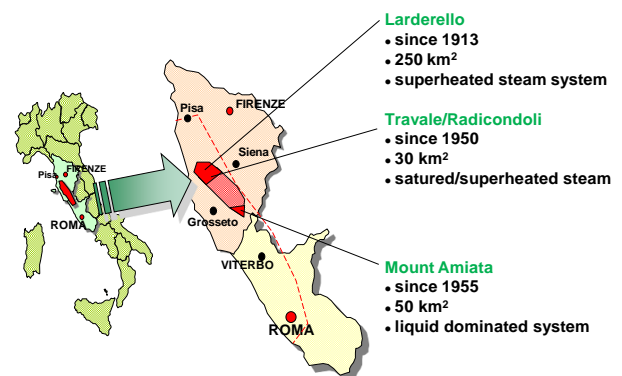 Larderello
• since 1913
• 250 km²
• superheated steam system
Travale/Radicondoli
• since 1950
• 30 km²
• satured/superheated steam
Mount Amiata
• since 1955
• 50 km²
• liquid dominated system
Pisa
FIRENZE
Siena
Grosseto
VITERBO
ROMA
FIRENZE
Pisa
ROMA